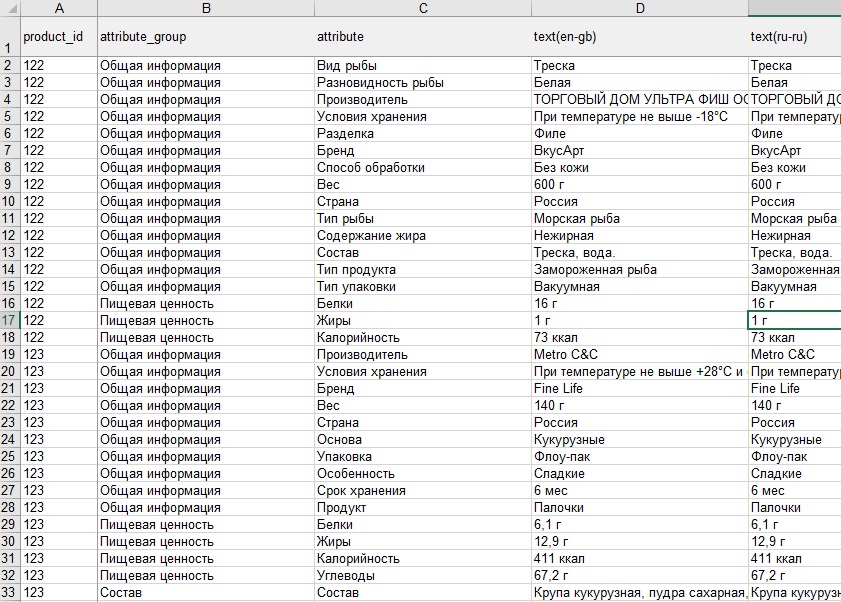 A B C D
1 product_id attribute_group attribute text(en-gb) text(ru-ru)
2 122 Общая информация Вид рыбы Треска Треска
3 122 Общая информация Разновидность рыбы Белая Белая
4 122 Общая информация Производитель ТОРГОВЫЙ ДОМ УЛЬТРА ФИШ ОС ТОРГОВЫЙ ДО
5 122 Общая информация Условия хранения При температуре не выше -18°С При температу
6 122 Общая информация Разделка Филе Филе
7 122 Общая информация Бренд ВкусАрт ВкусАрт
8 122 Общая информация Способ обработки Без кожи Без кожи
9 122 Общая информация Вес 600 г 600 г
10 122 Общая информация Страна Россия Россия
11 122 Общая информация Тип рыбы Морская рыба Морская рыба
12 122 Общая информация Содержание жира Нежирная Нежирная
13 122 Общая информация Состав Треска, вода. Треска, вода.
14 122 Общая информация Тип продукта Замороженная рыба Замороженная
15 122 Общая информация Тип упаковки Вакуумная Вакуумная
16 122 Пищевая ценность Белки 16 г 16 г
17 122 Пищевая ценность Жиры 1 г 1 г
18 122 Пищевая ценность Калорийность 73 ккал 73 ккал
19 123 Общая информация Производитель Metro C&C Metro C&C
20 123 Общая информация Условия хранения При температуре не выше +28°С и При температу
21 123 Общая информация Бренд Fine Life Fine Life
22 123 Общая информация Вес 140 г 140 г
23 123 Общая информация Страна Россия Россия
24 123 Общая информация Основа Кукурузные Кукурузные
25 123 Общая информация Упаковка Флоу-пак Флоу-пак
26 123 Общая информация Особенность Сладкие Сладкие
27 123 Общая информация Срок хранения 6 мес 6 мес
28 123 Общая информация Продукт Палочки Палочки
29 123 Пищевая ценность Белки 6,1 г 6,1 г
30 123 Пищевая ценность Жиры 12,9 г 12,9 г
31 123 Пищевая ценность Калорийность 411 ккал 411 ккал
32 123 Пищевая ценность Углеводы 67,2 г 67,2 г
33 123 Состав Состав Крупа кукурузная, пудра сахарная, Крупа кукурузн